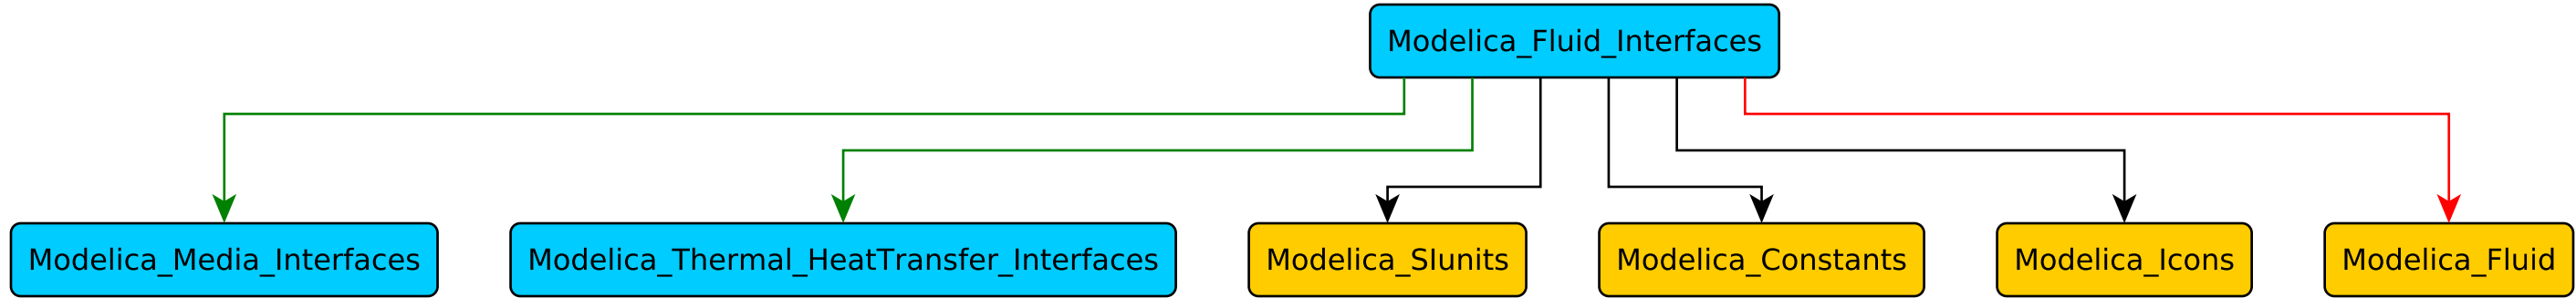 Modelica_Fluid_Interfaces
Modelica_Media_Interfaces
Modelica_Thermal_HeatTransfer_Interfaces
Modelica_SIunits
Modelica_Constants
Modelica_Icons
Modelica_Fluid